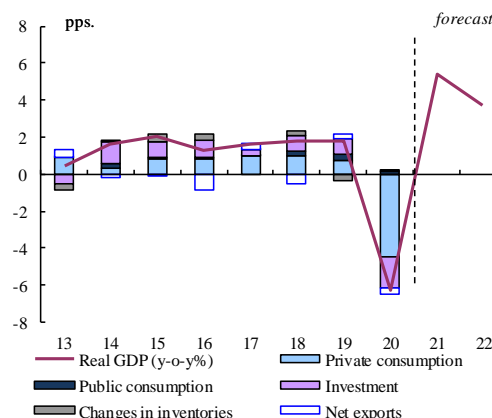 8
pps.
forecast
6
4
2
0
-2
-4
-6
-8
13 14 15 16 17 18 19 20 21 22
Real GDP (y-o-y%) Private consumption
Public consumption Investment
Changes in inventories Net exports